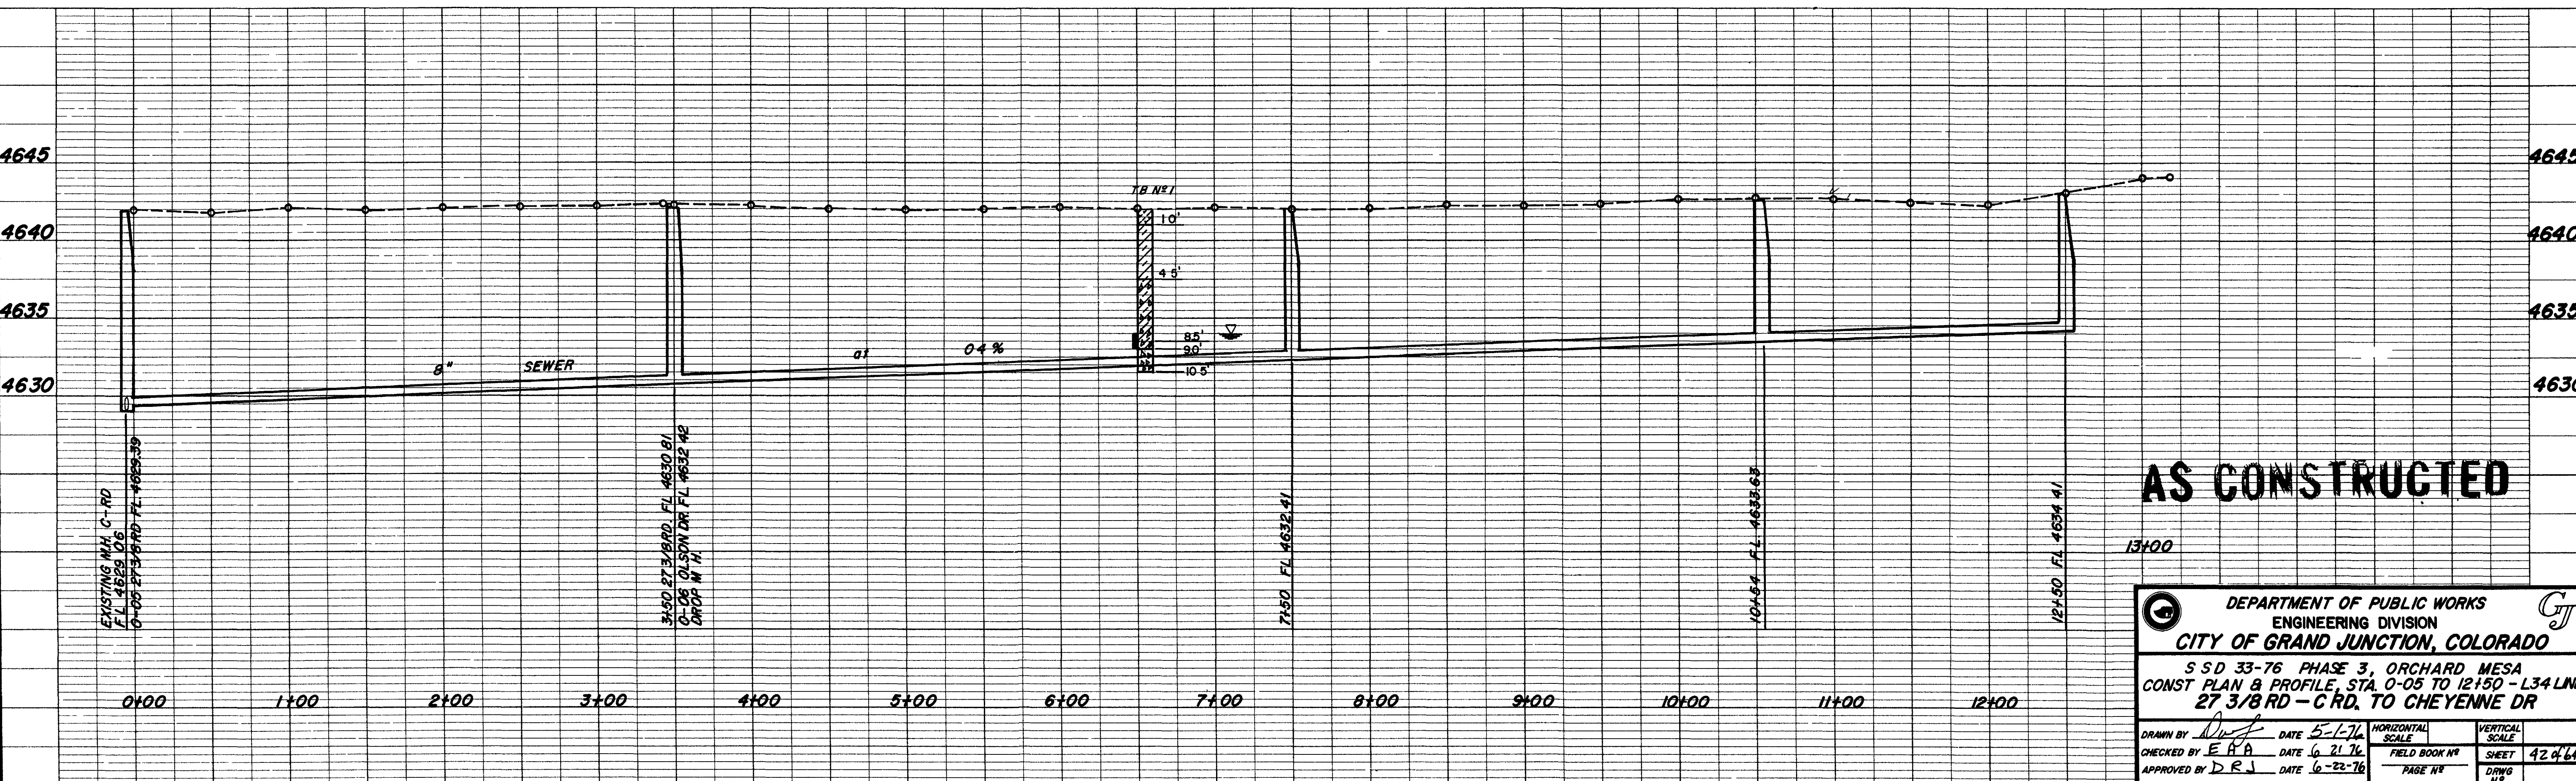 4645
4645
TB Nº 1
1 0'
4640
4640
4 5'
4635
4635
8.5'
9.0'
10 5'
8" SEWER at 0 4 %
4630
4630
EXISTING M.H. C-RD
F L 4629 06
0-05 27 3/8 RD FL. 4629.39
3+50 27 3/8 RD. FL 4630 81
0-06 OLSON DR. FL 4632 42
DROP M H.
7+50 FL 4632.41
10+54 FL 4633.63
12+50 FL 4634 41
AS CONSTRUCTED
13+00
0+00 1+00 2+00 3+00 4+00 5+00 6+00 7+00 8+00 9+00 10+00 11+00 12+00
DEPARTMENT OF PUBLIC WORKS
ENGINEERING DIVISION
GJ
CITY OF GRAND JUNCTION, COLORADO
S S D 33-76 PHASE 3, ORCHARD MESA
CONST PLAN & PROFILE, STA. 0-05 TO 12+50 - L34 LINE
27 3/8 RD - C RD. TO CHEYENNE DR
DRAWN BY DATE 5-1-76
CHECKED BY E A A DATE 6 21 76
APPROVED BY D R J DATE 6-22-76
HORIZONTAL SCALE
VERTICAL SCALE
FIELD BOOK Nº
SHEET 42 of
PAGE Nº
DRWG Nº